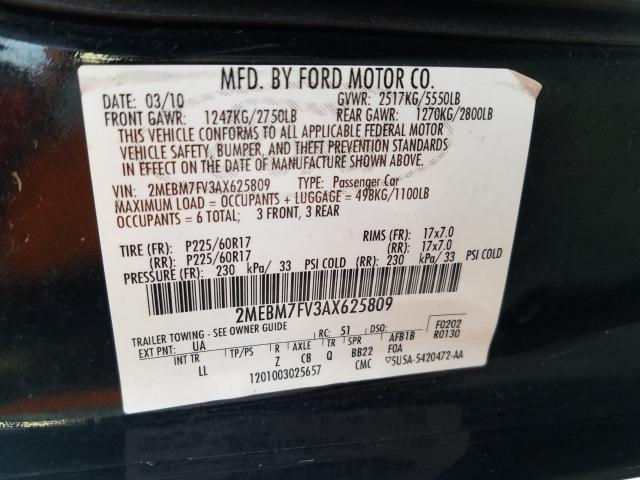 MFD. BY FORD MOTOR CO.
DATE: 03/10 GVWR: 2517KG/5550LB
FRONT GAWR: 1247KG/2750LB REAR GAWR: 1270KG/2800LB
THIS VEHICLE CONFORMS TO ALL APPLICABLE FEDERAL MOTOR
VEHICLE SAFETY, BUMPER, AND THEFT PREVENTION STANDARDS
IN EFFECT ON THE DATE OF MANUFACTURE SHOWN ABOVE.
VIN: 2MEBM7FV3AX625809 TYPE: Passenger Car
MAXIMUM LOAD = OCCUPANTS + LUGGAGE = 498KG/1100LB
OCCUPANTS = 6 TOTAL; 3 FRONT, 3 REAR
TIRE (FR): P225/60R17 RIMS (FR): 17x7.0
(RR): P225/60R17 (RR): 17x7.0
PRESSURE (FR): 230 kPa/ 33 PSI COLD (RR): 230 kPa/ 33 PSI COLD
2MEBM7FV3AX625809
TRAILER TOWING - SEE OWNER GUIDE
EXT PNT: UA RC: 51 DSO: AFB1B F0202
R0130
INT TR TP/PS R AXLE TR SPR FOA
LL Z CB Q BB22 5U5A-5420472-AA
1201003025657 CMC